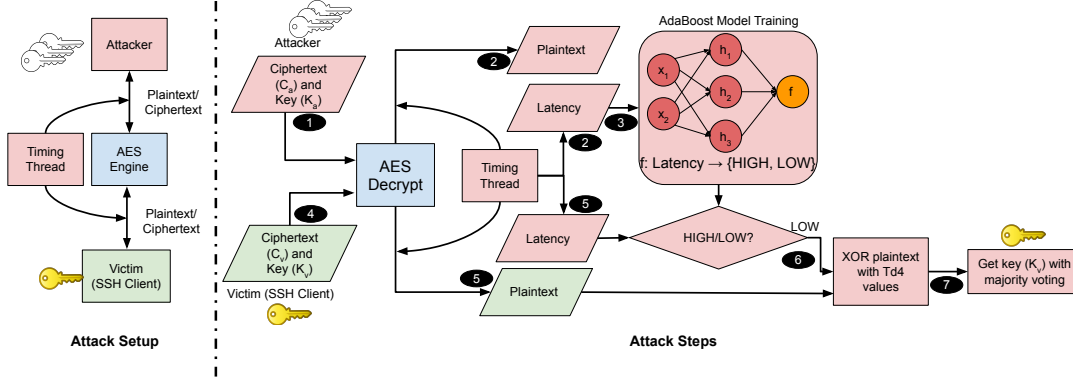 Attacker
Plaintext/
Ciphertext
Timing
Thread
AES
Engine
Plaintext/
Ciphertext
Victim
(SSH Client)
Attack Setup
Attacker
Ciphertext
(Ca) and
Key (Ka)
1
4
Ciphertext
(Cv) and
Key (Kv)
Victim (SSH Client)
AES
Decrypt
2
Plaintext
Latency
2
3
Timing
Thread
5
Latency
5
Plaintext
AdaBoost Model Training
x1
x2
h1
h2
h3
f
f: Latency → {HIGH, LOW}
HIGH/LOW?
LOW
6
XOR plaintext
with Td4
values
7
Get key (Kv) with
majority voting
Attack Steps